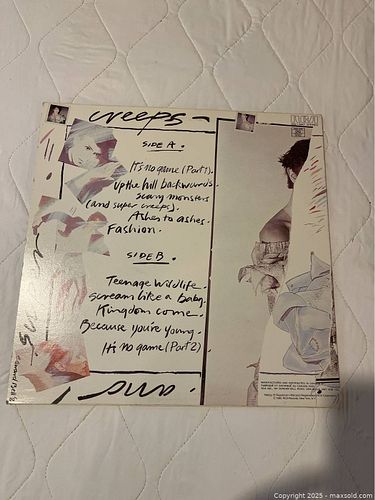 creeps
RCA
SIDE A.
It's no game (Part 1).
Up the hill backwards.
scary monsters
(and super creeps).
Ashes to ashes.
Fashion.
SIDE B.
Teenage Wildlife.
scream like a baby.
Kingdom come.
Because you're young.
It's no game (Part 2)
Copyright 2025 - maxsold.com